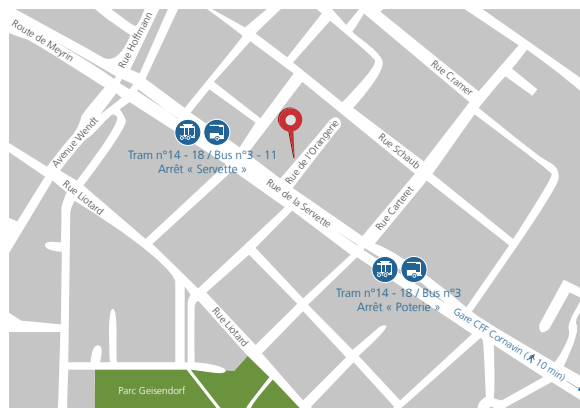 Route de Meyrin
Rue Hoffmann
Rue Cramer
Avenue Wendt
Tram n°14 - 18 / Bus n°3 - 11
Arrêt « Servette »
Rue de l'Orangerie
Rue Schaub
Rue Liotard
Rue de la Servette
Rue Carteret
Tram n°14 - 18 / Bus n°3
Arrêt « Poterie »
Rue Liotard
Gare CFF Cornavin ( 10 min)
Parc Geisendorf